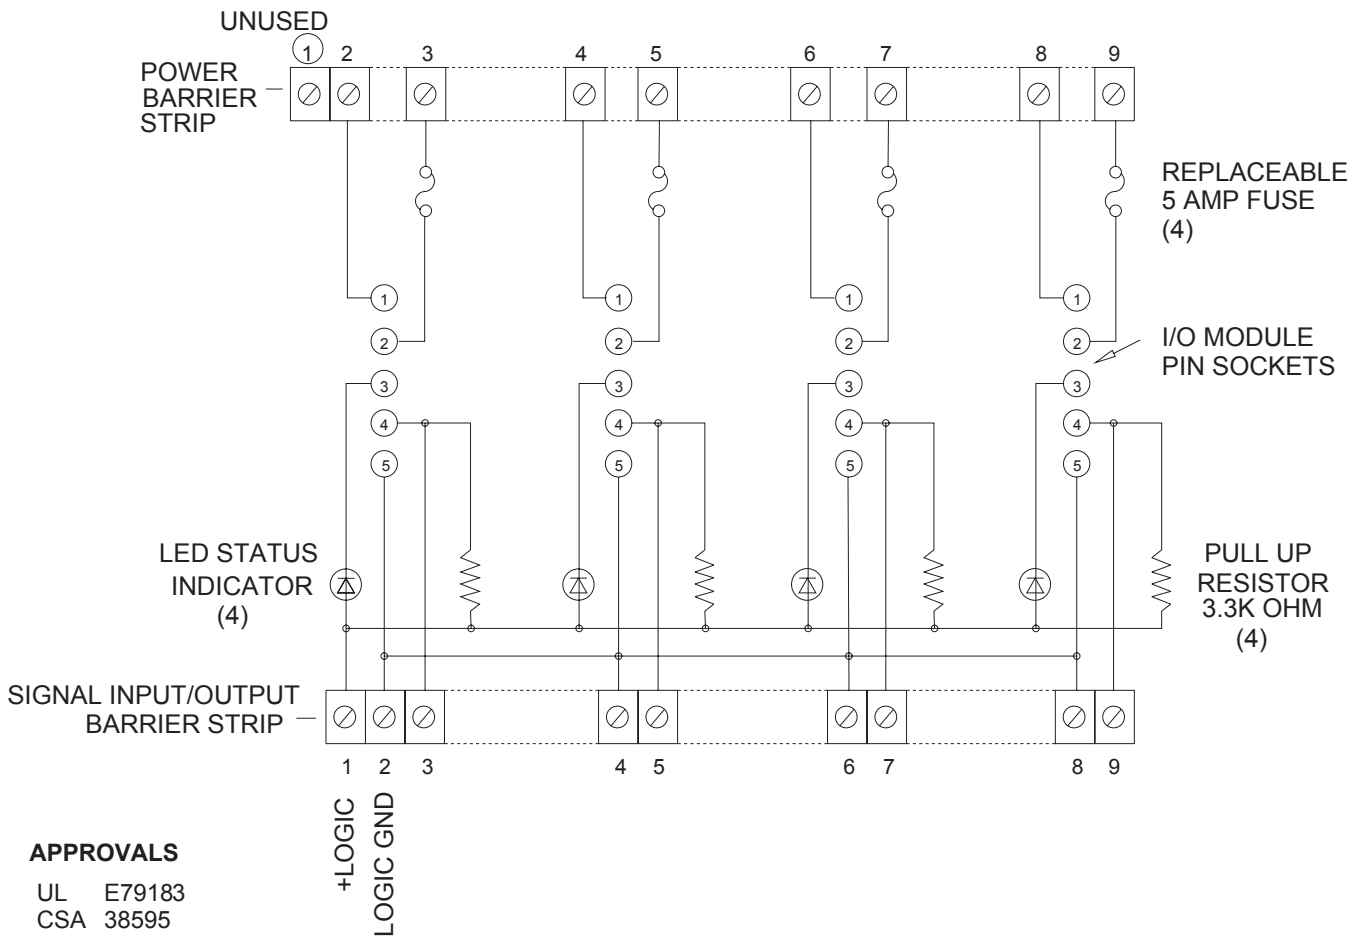 UNUSED
1 2 3 4 5 6 7 8 9
POWER
BARRIER
STRIP
REPLACEABLE
5 AMP FUSE
(4)
1 1 1 1
2 2 2 2
I/O MODULE
PIN SOCKETS
3 3 3 3
4 4 4 4
5 5 5 5
LED STATUS
INDICATOR
(4)
PULL UP
RESISTOR
3.3K OHM
(4)
SIGNAL INPUT/OUTPUT
BARRIER STRIP
1 2 3 4 5 6 7 8 9
+LOGIC
LOGIC GND
APPROVALS
UL E79183
CSA 38595